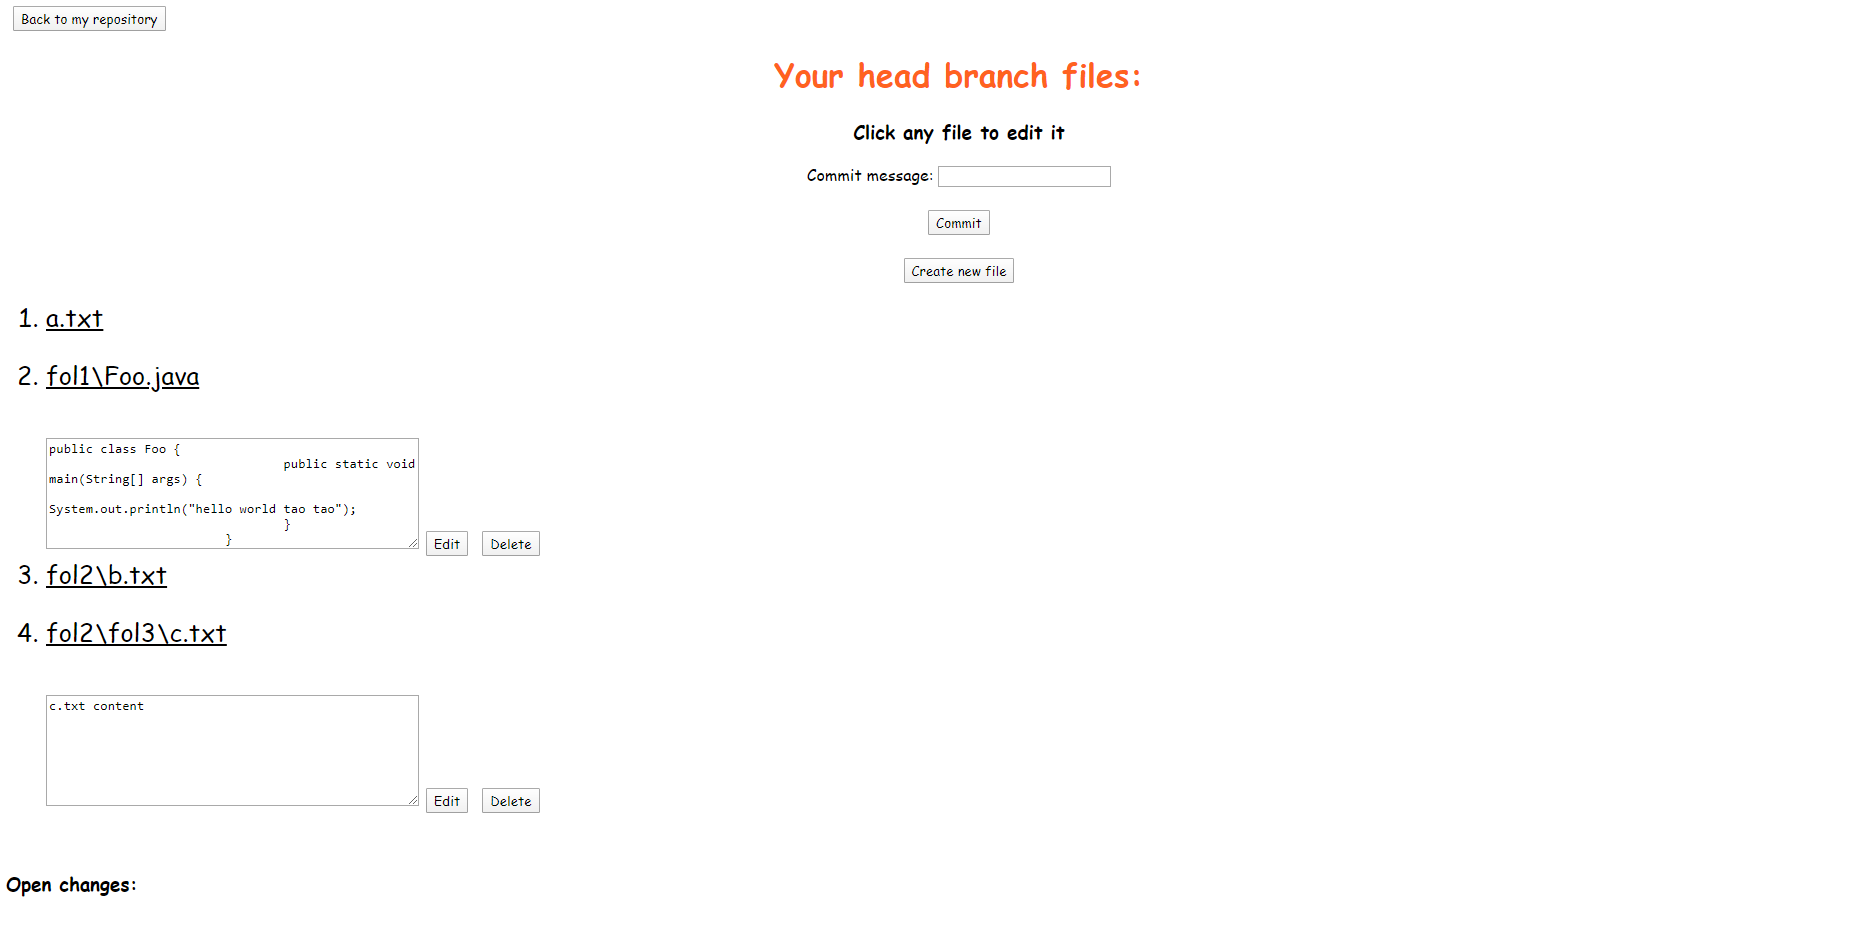 Back to my repository
Your head branch files:
Click any file to edit it
Commit message:
Commit
Create new file
1. a.txt
2. fol1\Foo.java
public class Foo {
public static void
main(String[] args) {
System.out.println("hello world tao tao");
}
}
Edit Delete
3. fol2\b.txt
4. fol2\fol3\c.txt
c.txt content
Edit Delete
Open changes: